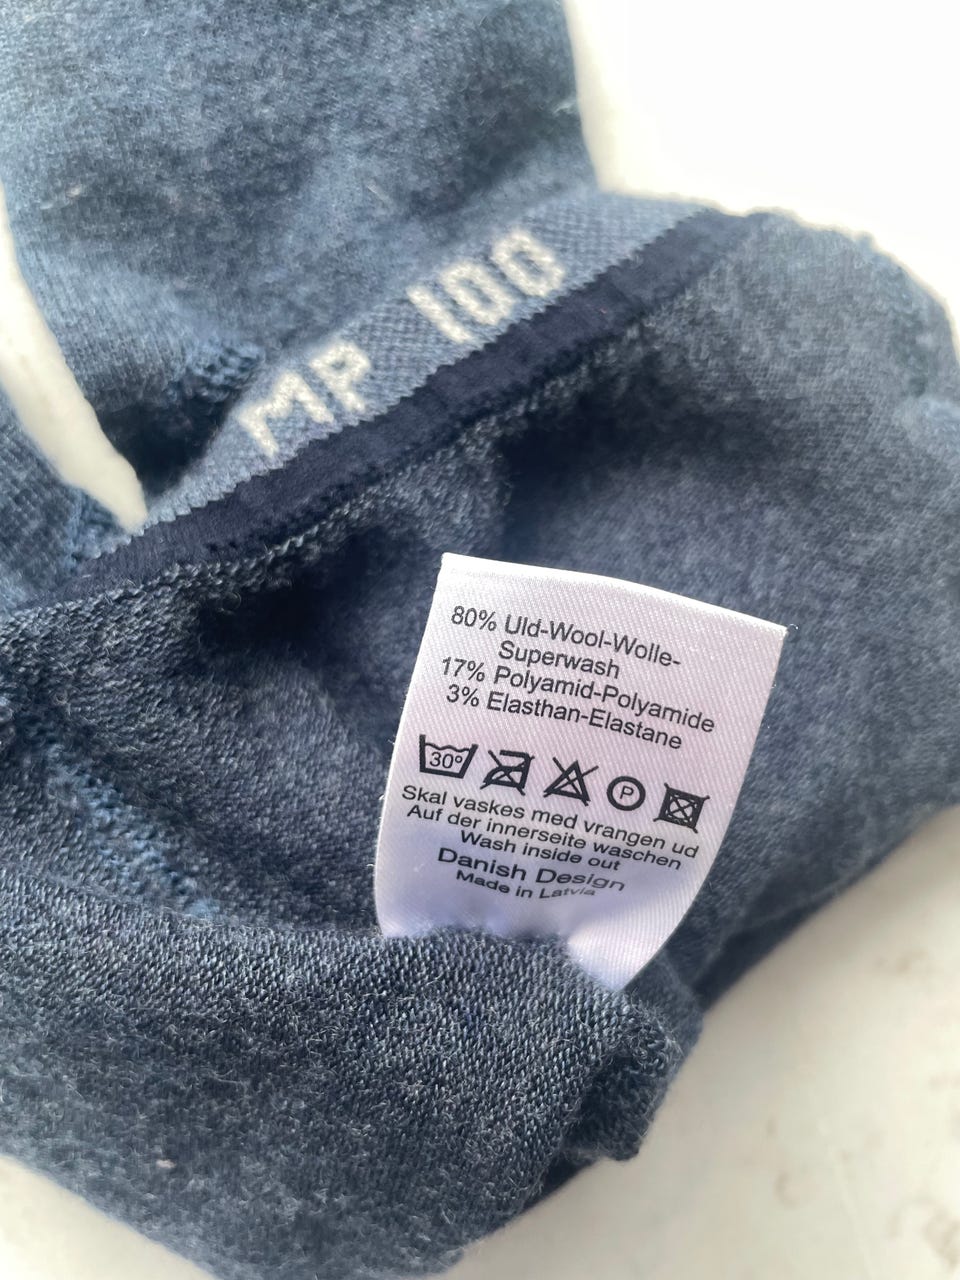 MP 100
80% Uld-Wool-Wolle-
Superwash
17% Polyamid-Polyamide
3% Elasthan-Elastane
30° P
Skal vaskes med vrangen ud
Auf der innerseite waschen
Wash inside out
Danish Design
Made in Latvia